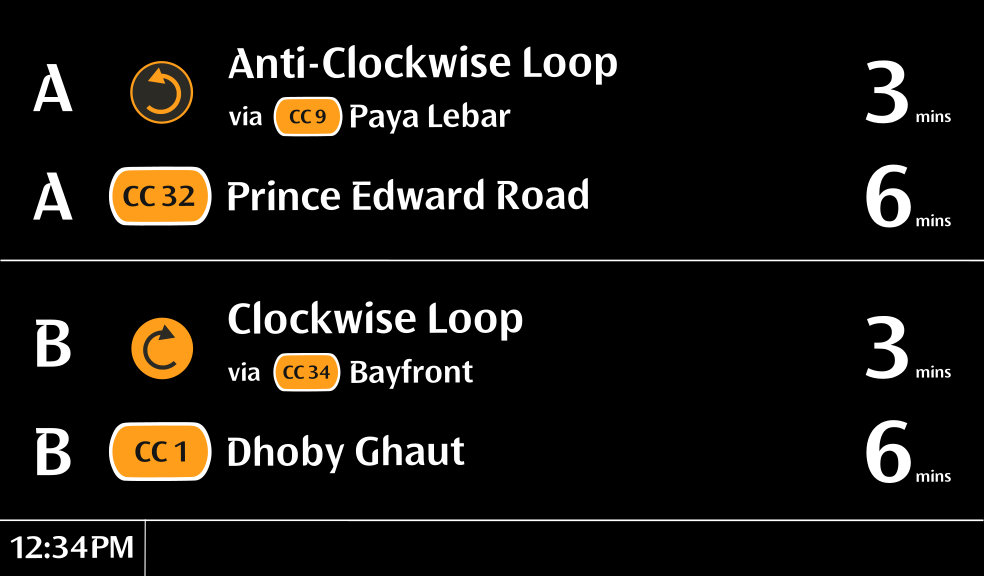 A Anti-Clockwise Loop 3 mins
via CC 9 Paya Lebar
A CC 32 Prince Edward Road 6 mins
B Clockwise Loop 3 mins
via CC 34 Bayfront
B CC 1 Dhoby Ghaut 6 mins
12:34PM